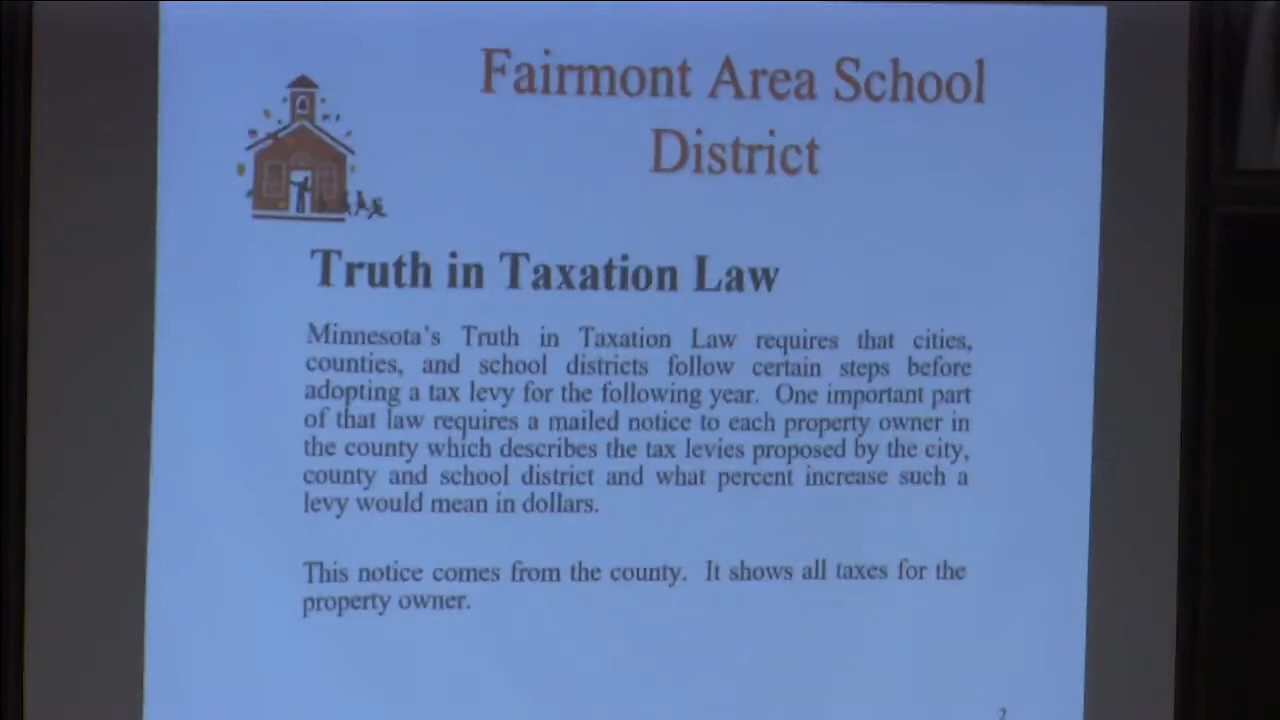 Fairmont Area School
District
Truth in Taxation Law
Minnesota's Truth in Taxation Law requires that cities,
counties, and school districts follow certain steps before
adopting a tax levy for the following year. One important part
of that law requires a mailed notice to each property owner in
the county which describes the tax levies proposed by the city,
county and school district and what percent increase such a
levy would mean in dollars.
This notice comes from the county. It shows all taxes for the
property owner.
2